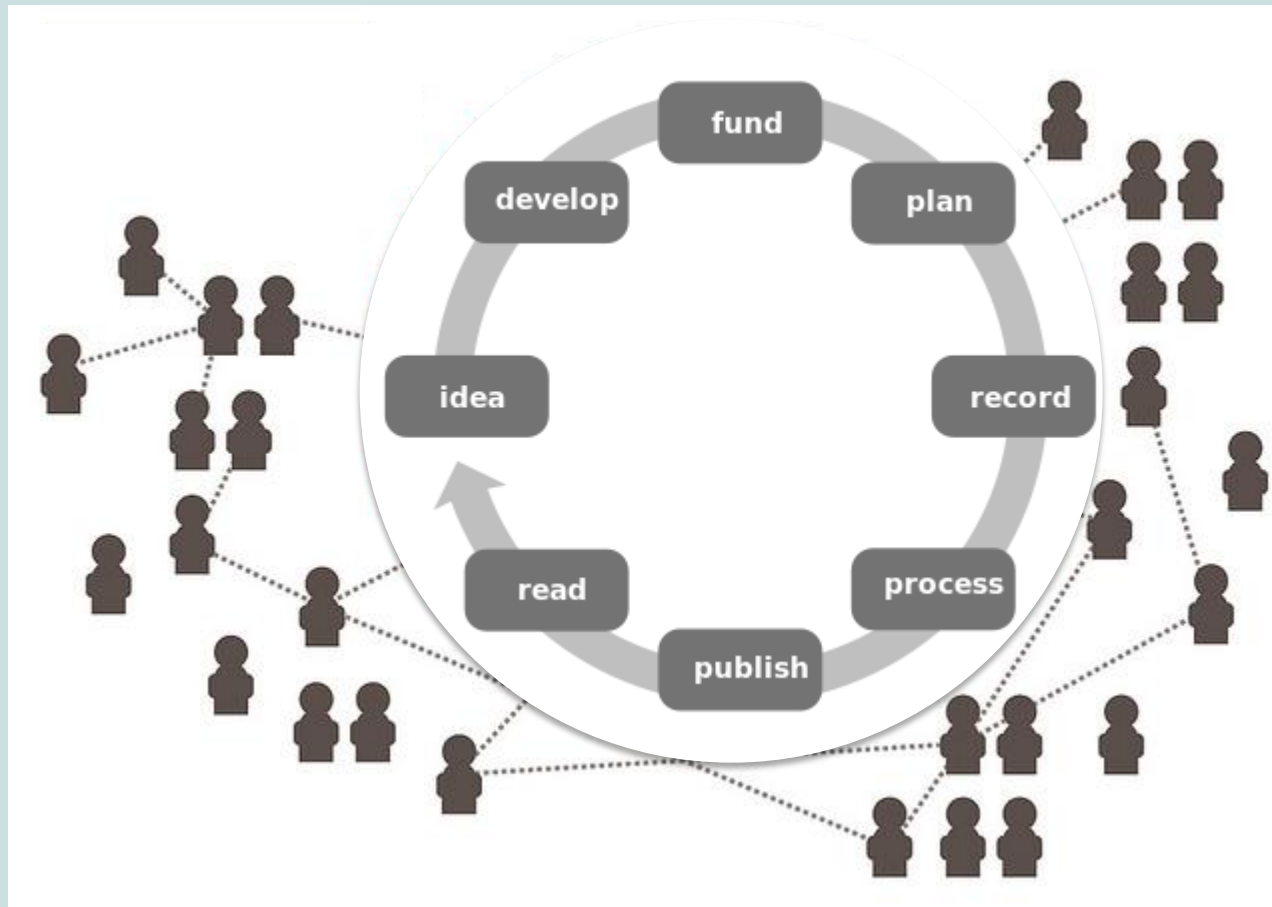 fund
develop
plan
idea
record
read
process
publish